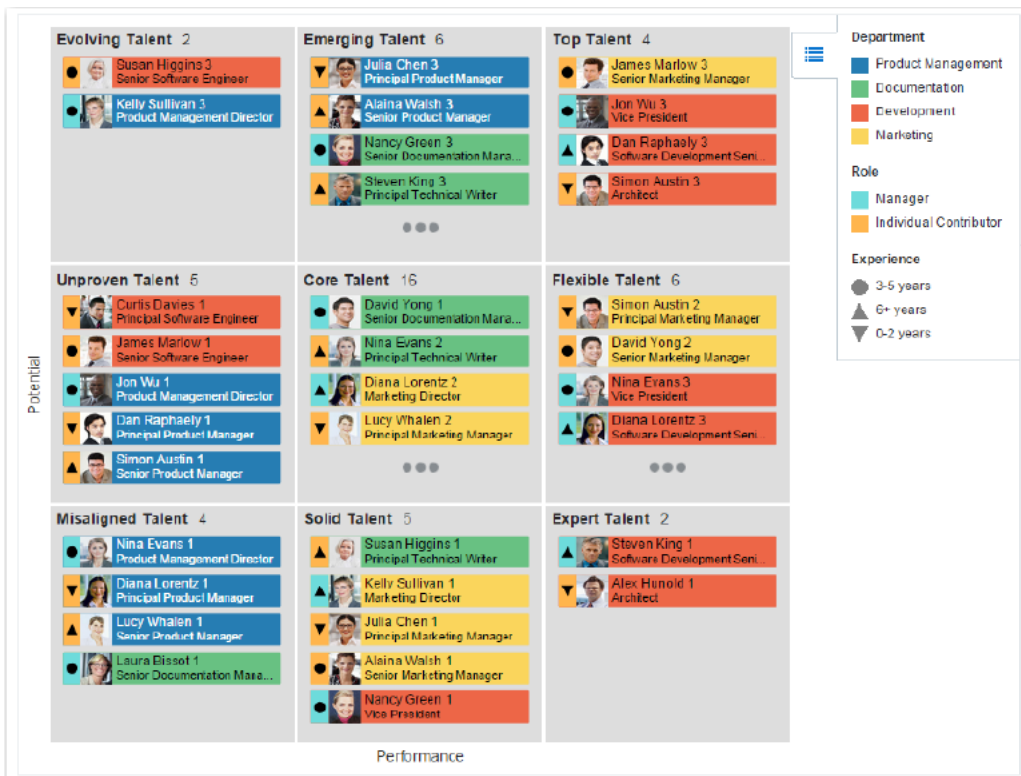 Evolving Talent 2
Susan Higgins 3
Senior Software Engineer
Kelly Sullivan 3
Product Management Director
Emerging Talent 6
Julia Chen 3
Principal Product Manager
Alaina Walsh 3
Senior Product Manager
Nancy Green 3
Senior Documentation Mana...
Steven King 3
Principal Technical Writer
Top Talent 4
James Marlow 3
Senior Marketing Manager
Jon Wu 3
Vice President
Dan Raphaely 3
Software Development Seni...
Simon Austin 3
Architect
Unproven Talent 5
Curtis Davies 1
Principal Software Engineer
James Marlow 1
Senior Software Engineer
Jon Wu 1
Product Management Director
Dan Raphaely 1
Principal Product Manager
Simon Austin 1
Senior Product Manager
Core Talent 16
David Yong 1
Senior Documentation Mana...
Nina Evans 2
Principal Technical Writer
Diana Lorentz 2
Marketing Director
Lucy Whalen 2
Principal Marketing Manager
Flexible Talent 6
Simon Austin 2
Principal Marketing Manager
David Yong 2
Senior Marketing Manager
Nina Evans 3
Vice President
Diana Lorentz 3
Software Development Seni...
Misaligned Talent 4
Nina Evans 1
Product Management Director
Diana Lorentz 1
Principal Product Manager
Lucy Whalen 1
Senior Product Manager
Laura Bissot 1
Senior Documentation Mana...
Solid Talent 5
Susan Higgins 1
Principal Technical Writer
Kelly Sullivan 1
Marketing Director
Julia Chen 1
Principal Marketing Manager
Alaina Walsh 1
Senior Marketing Manager
Nancy Green 1
Vice President
Expert Talent 2
Steven King 1
Software Development Seni...
Alex Hunold 1
Architect
Potential
Performance
Department
Product Management
Documentation
Development
Marketing
Role
Manager
Individual Contributor
Experience
3-5 years
6+ years
0-2 years